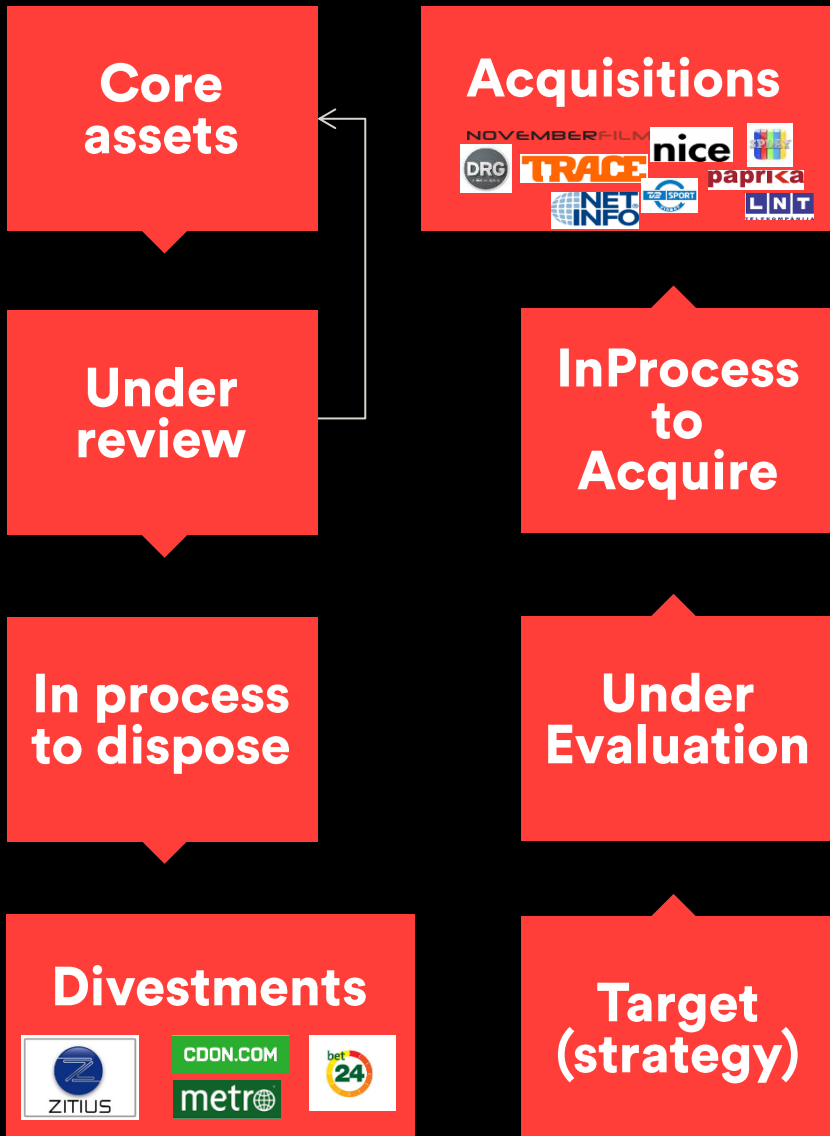 Core
assets
Under
review
In process
to dispose
Divestments
ZITIUS
CDON.COM
metro
bet
24
Acquisitions
NOVEMBERFILM
DRG
TRACE
nice
paprika
NET
INFO
SPORT
LNT
TELEKOMPĀNIJA
InProcess
to
Acquire
Under
Evaluation
Target
(strategy)